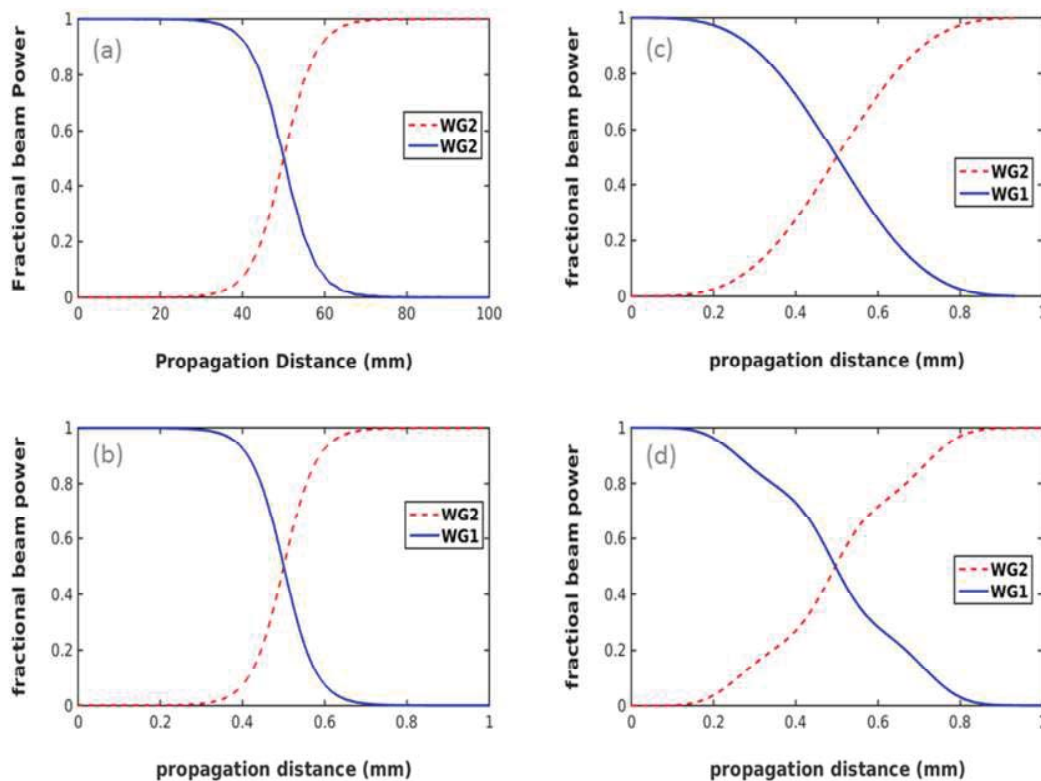 (a)
Fractional beam Power
1
0.8
0.6
0.4
0.2
0
WG2
WG2
0 20 40 60 80 100
Propagation Distance (mm)
(c)
fractional beam power
1
0.8
0.6
0.4
0.2
0
WG2
WG1
0 0.2 0.4 0.6 0.8 1
propagation distance (mm)
(b)
fractional beam power
1
0.8
0.6
0.4
0.2
0
WG2
WG1
0 0.2 0.4 0.6 0.8 1
propagation distance (mm)
(d)
fractioal beam power
1
0.8
0.6
0.4
0.2
0
WG2
WG1
0 0.2 0.4 0.6 0.8 1
propagation distance (mm)